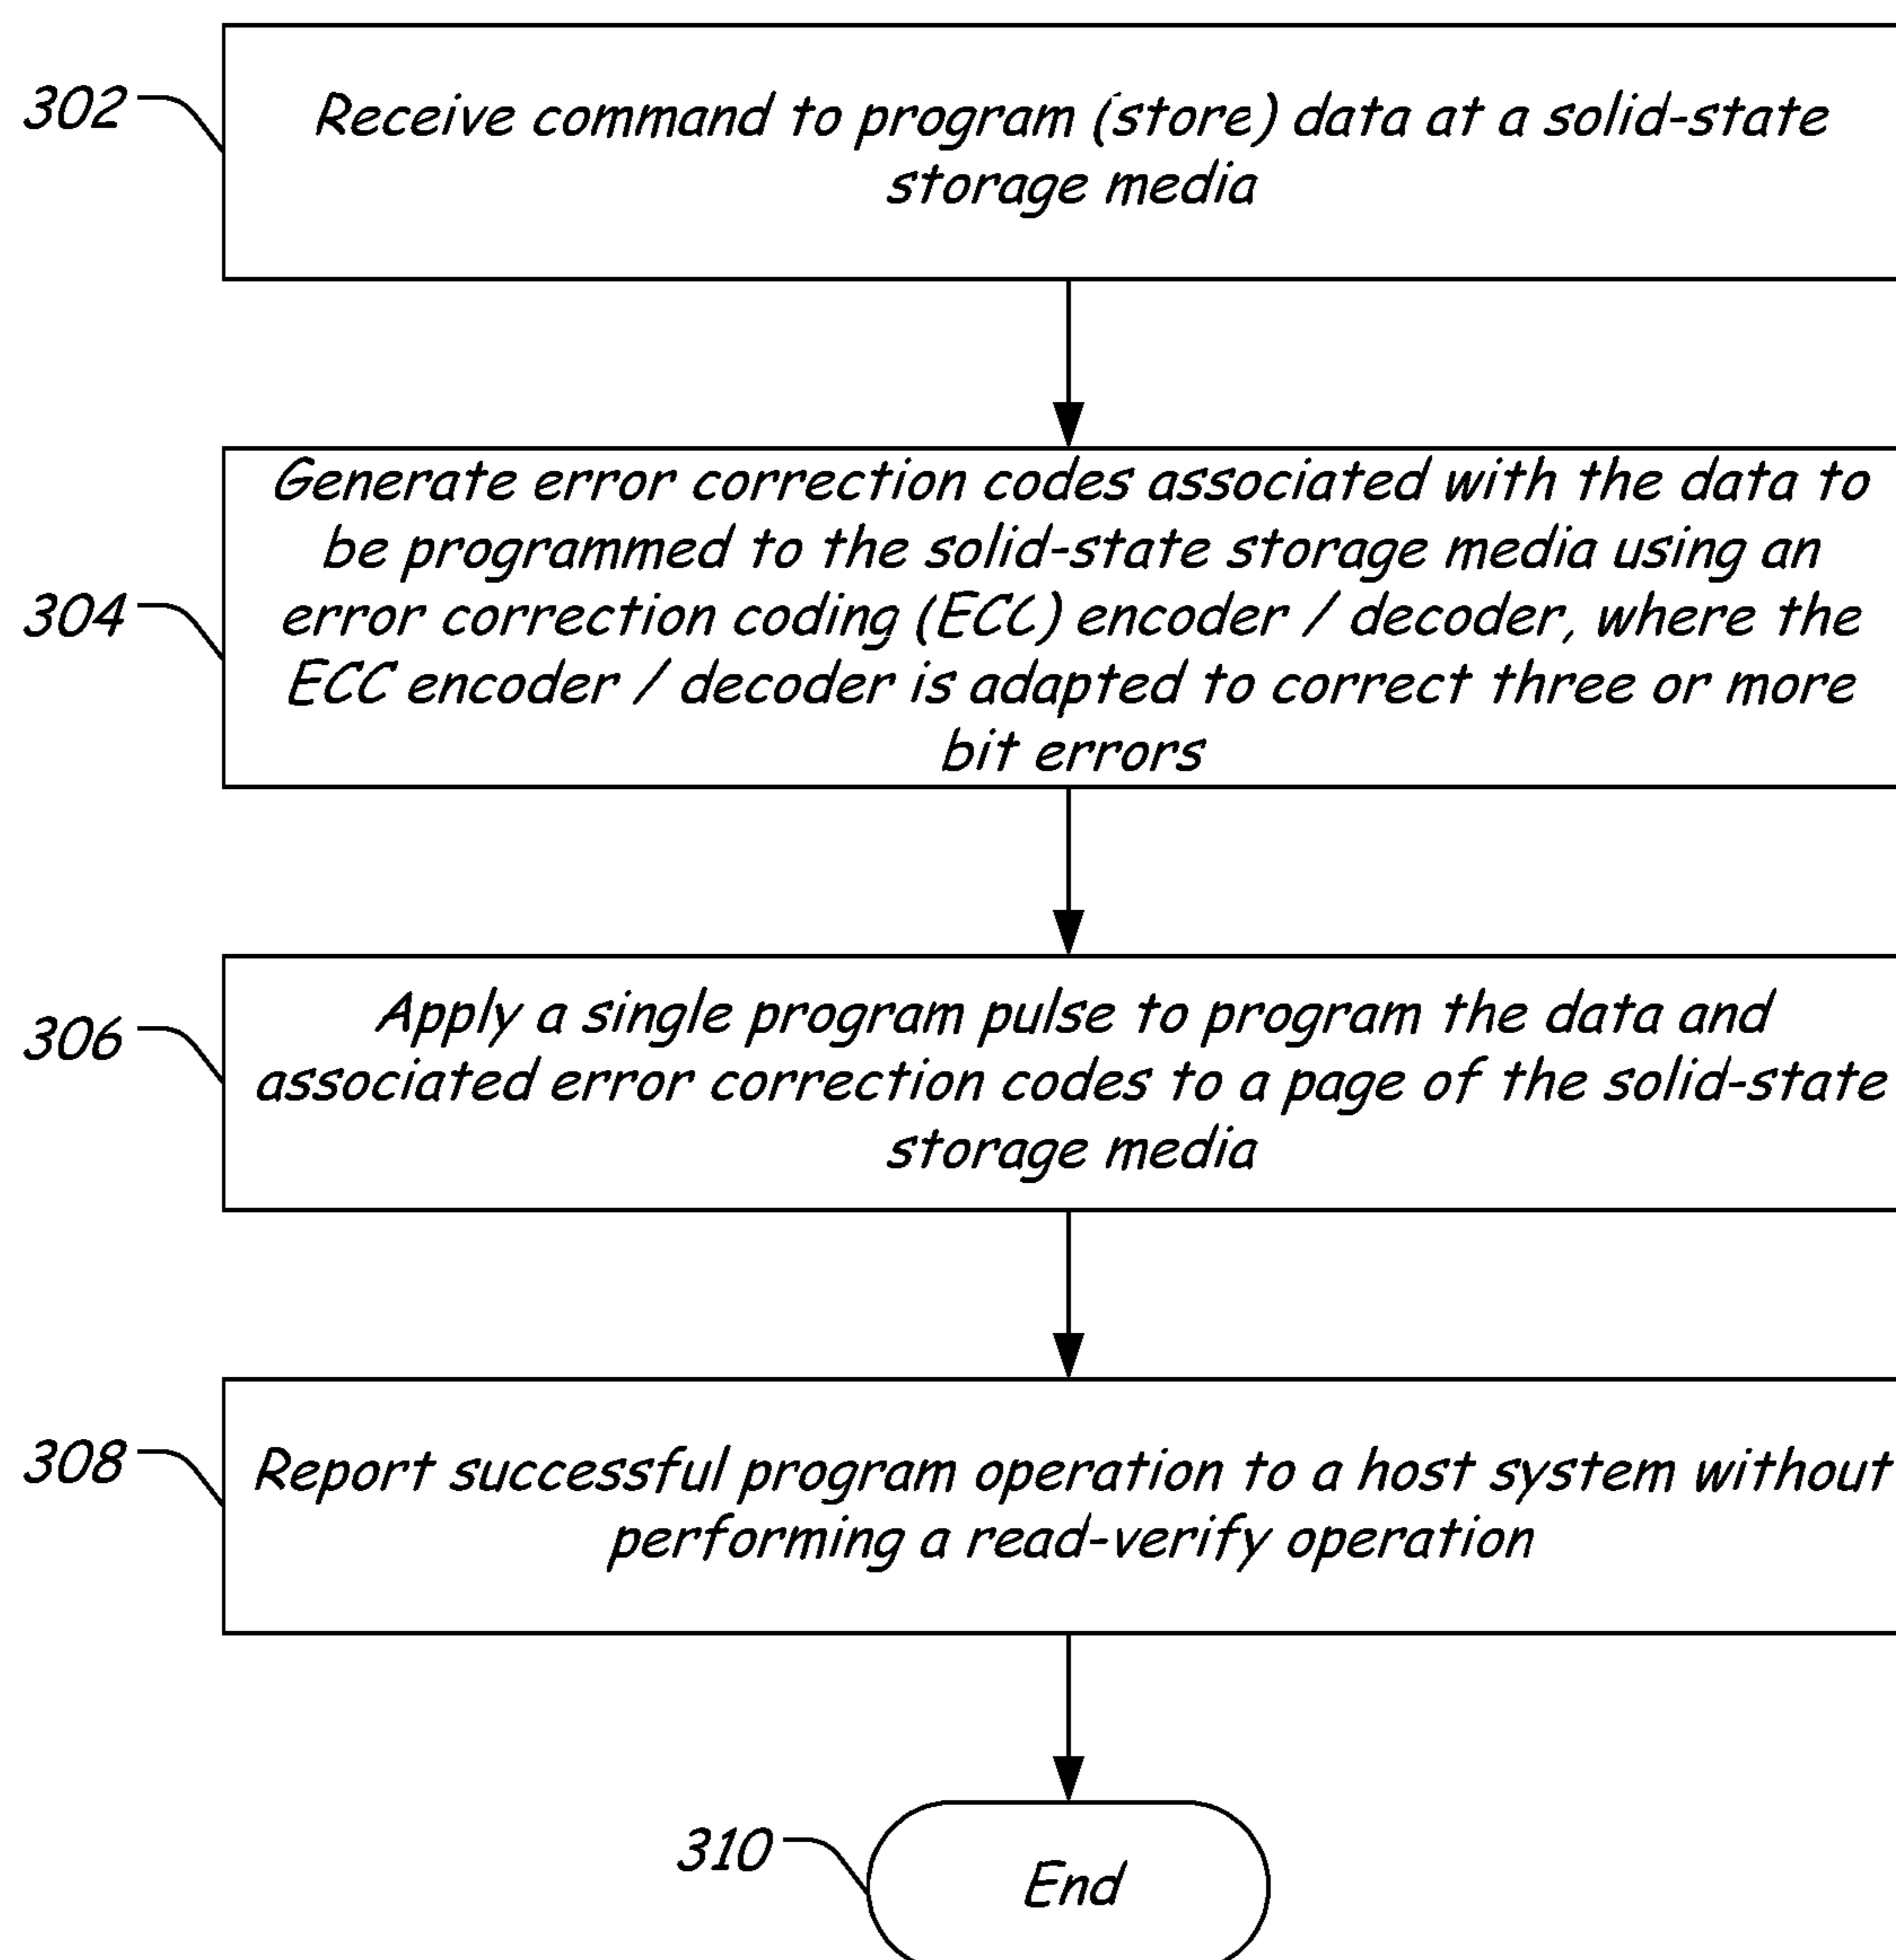 302
Receive command to program (store) data at a solid-state
storage media
Generate error correction codes associated with the data to
be programmed to the solid-state storage media using an
304
error correction coding (ECC) encoder / decoder, where the
ECC encoder / decoder is adapted to correct three or more
bit errors
306
Apply a single program pulse to program the data and
associated error correction codes to a page of the solid-state
storage media
308
Report successful program operation to a host system without
performing a read-verify operation
310
End